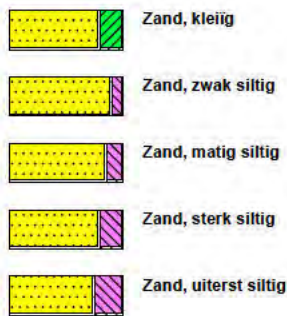 Zand, kleiïg
Zand, zwak siltig
Zand, matig siltig
Zand, sterk siltig
Zand, uiterst siltig